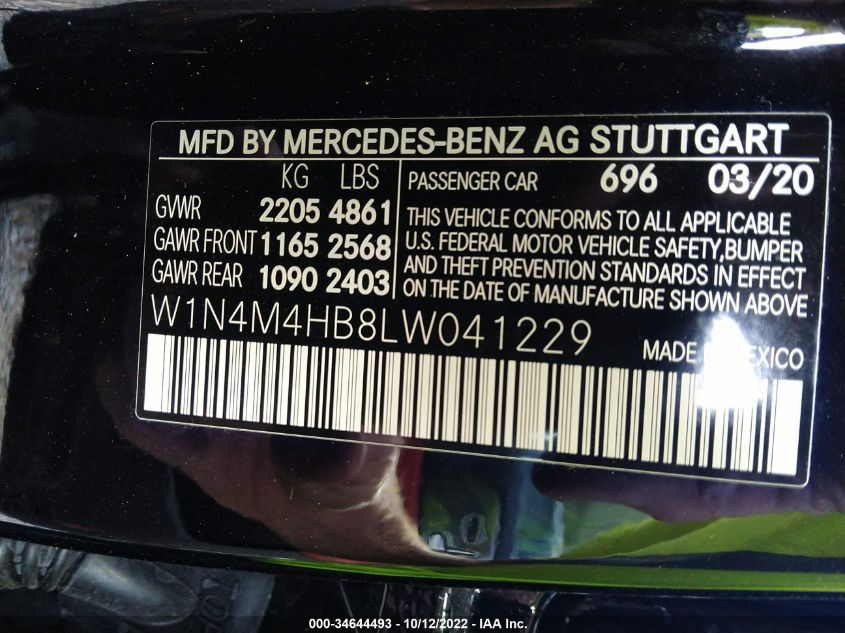 MFD BY MERCEDES-BENZ AG STUTTGART
KG LBS
GVWR 2205 4861
GAWR FRONT 1165 2568
GAWR REAR 1090 2403
PASSENGER CAR 696 03/20
THIS VEHICLE CONFORMS TO ALL APPLICABLE
U.S. FEDERAL MOTOR VEHICLE SAFETY,BUMPER
AND THEFT PREVENTION STANDARDS IN EFFECT
ON THE DATE OF MANUFACTURE SHOWN ABOVE
W1N4M4HB8LW041229
MADE IN MEXICO
000-34644493 - 10/12/2022 - IAA Inc.